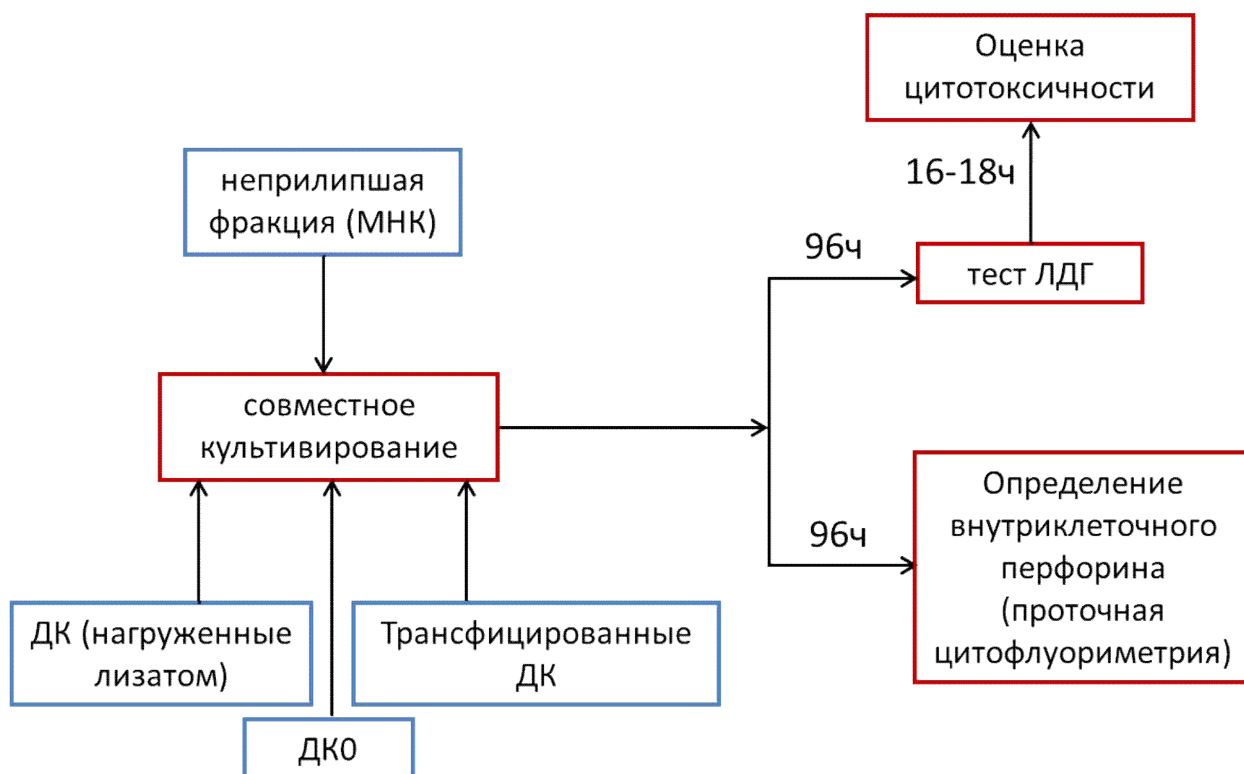 Оценка
цитотоксичности
16-18ч
неприлипшая
фракция (МНК)
96ч
тест ЛДГ
совместное
культивирование
96ч
Определение
внутриклеточного
перфорина
(проточная
цитофлуориметрия)
ДК (нагруженные
лизатом)
Трансфицированные
ДК
ДК0